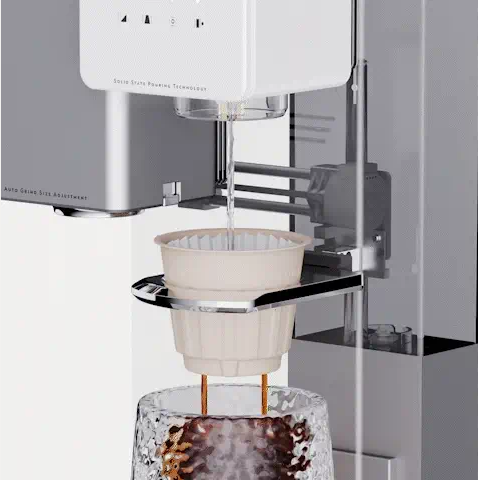 Solid State Pouring Technology
Auto Grind Size Adjustment